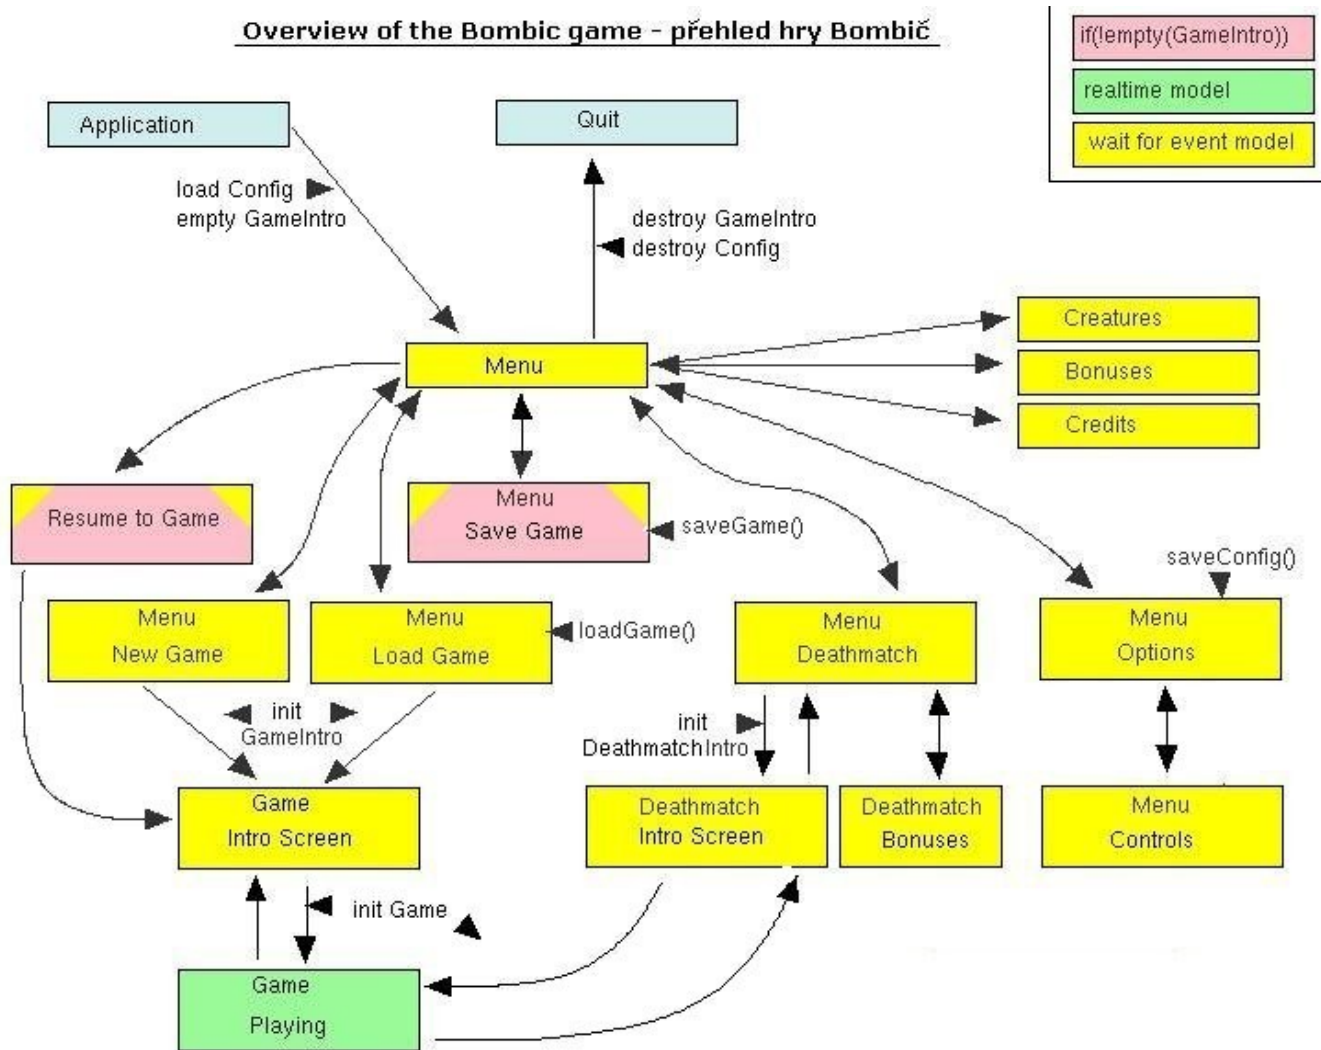 Overview of the Bombic game - přehled hry Bombič
if(!empty(GameIntro))
realtime model
wait for event model
Application
Quit
load Config
empty GameIntro
destroy GameIntro
destroy Config
Menu
Creatures
Bonuses
Credits
Resume to Game
Menu
Save Game
saveGame()
saveConfig()
Menu
New Game
Menu
Load Game
loadGame()
Menu
Deathmatch
Menu
Options
init
GameIntro
init
DeathmatchIntro
Game
Intro Screen
Deathmatch
Intro Screen
Deathmatch
Bonuses
Menu
Controls
init Game
Game
Playing